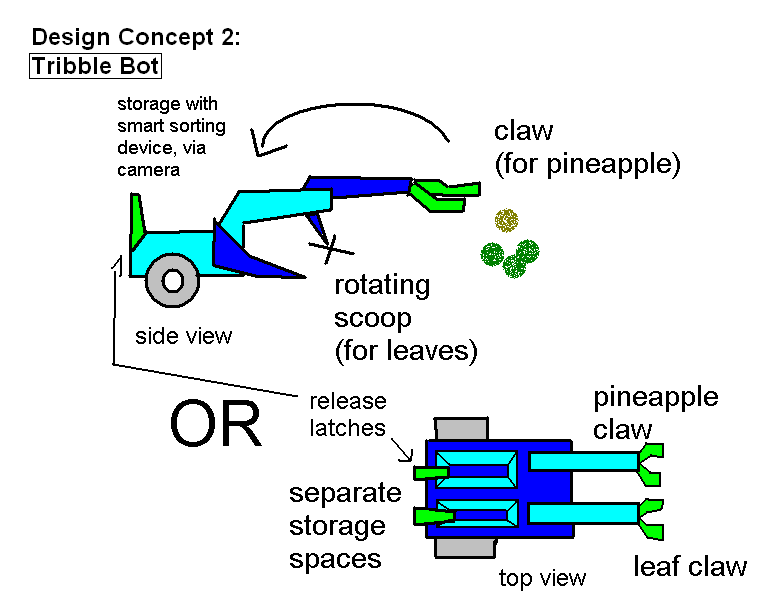 Design Concept 2:
Tribble Bot
storage with
smart sorting
device, via
camera
claw
(for pineapple)
rotating
scoop
(for leaves)
side view
OR
release
latches
pineapple
claw
separate
storage
spaces
leaf claw
top view